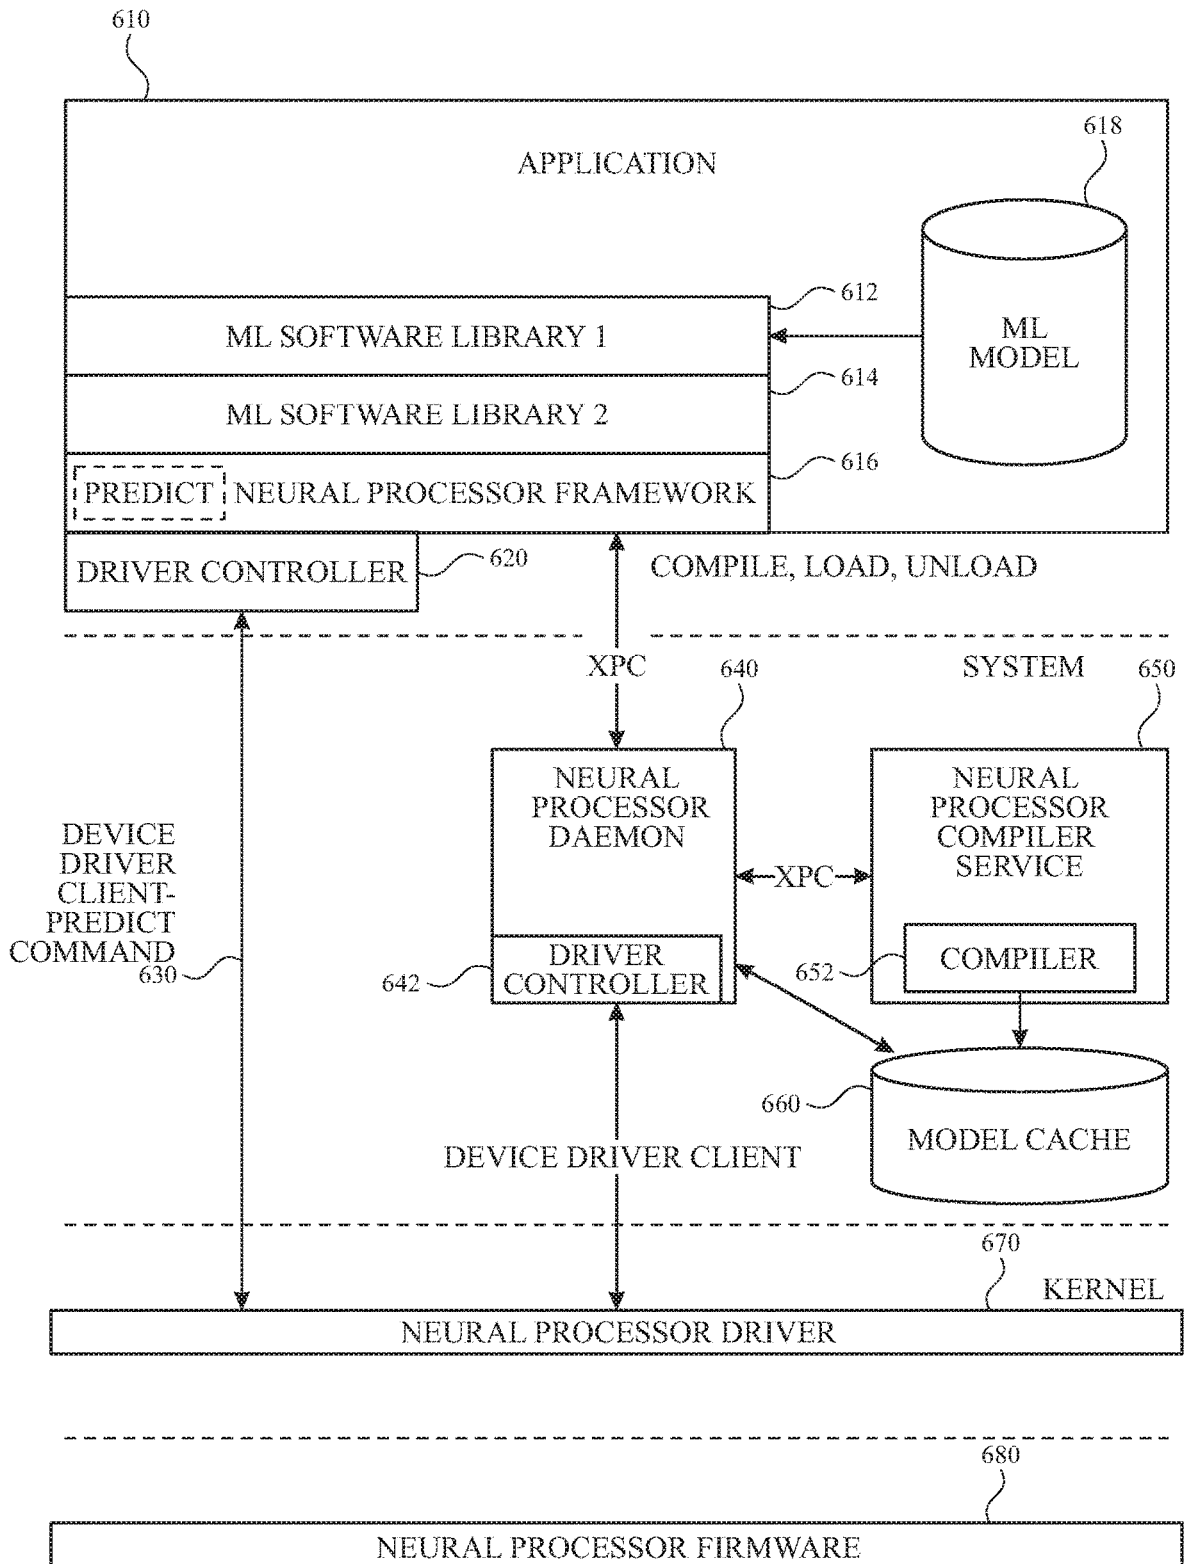 610
618
APPLICATION
612
ML SOFTWARE LIBRARY 1
ML
MODEL
614
ML SOFTWARE LIBRARY 2
616
PREDICT NEURAL PROCESSOR FRAMEWORK
DRIVER CONTROLLER
620
COMPILE, LOAD, UNLOAD
XPC
640
SYSTEM
650
NEURAL
PROCESSOR
DAEMON
NEURAL
PROCESSOR
COMPILER
SERVICE
DEVICE
DRIVER
CLIENT-
PREDICT
COMMAND
630
XPC
642
DRIVER
CONTROLLER
652
COMPILER
660
MODEL CACHE
DEVICE DRIVER CLIENT
670
KERNEL
NEURAL PROCESSOR DRIVER
680
NEURAL PROCESSOR FIRMWARE